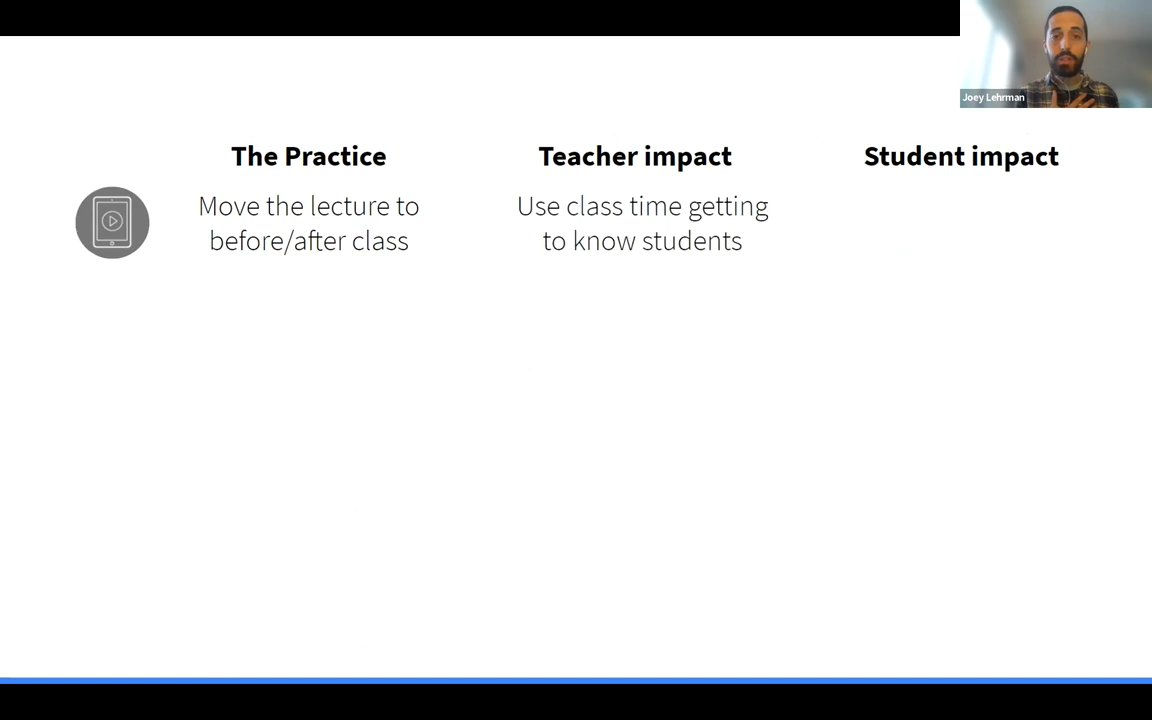 Joey Lehrman
The Practice
Teacher impact
Student impact
Move the lecture to
before/after class
Use class time getting
to know students